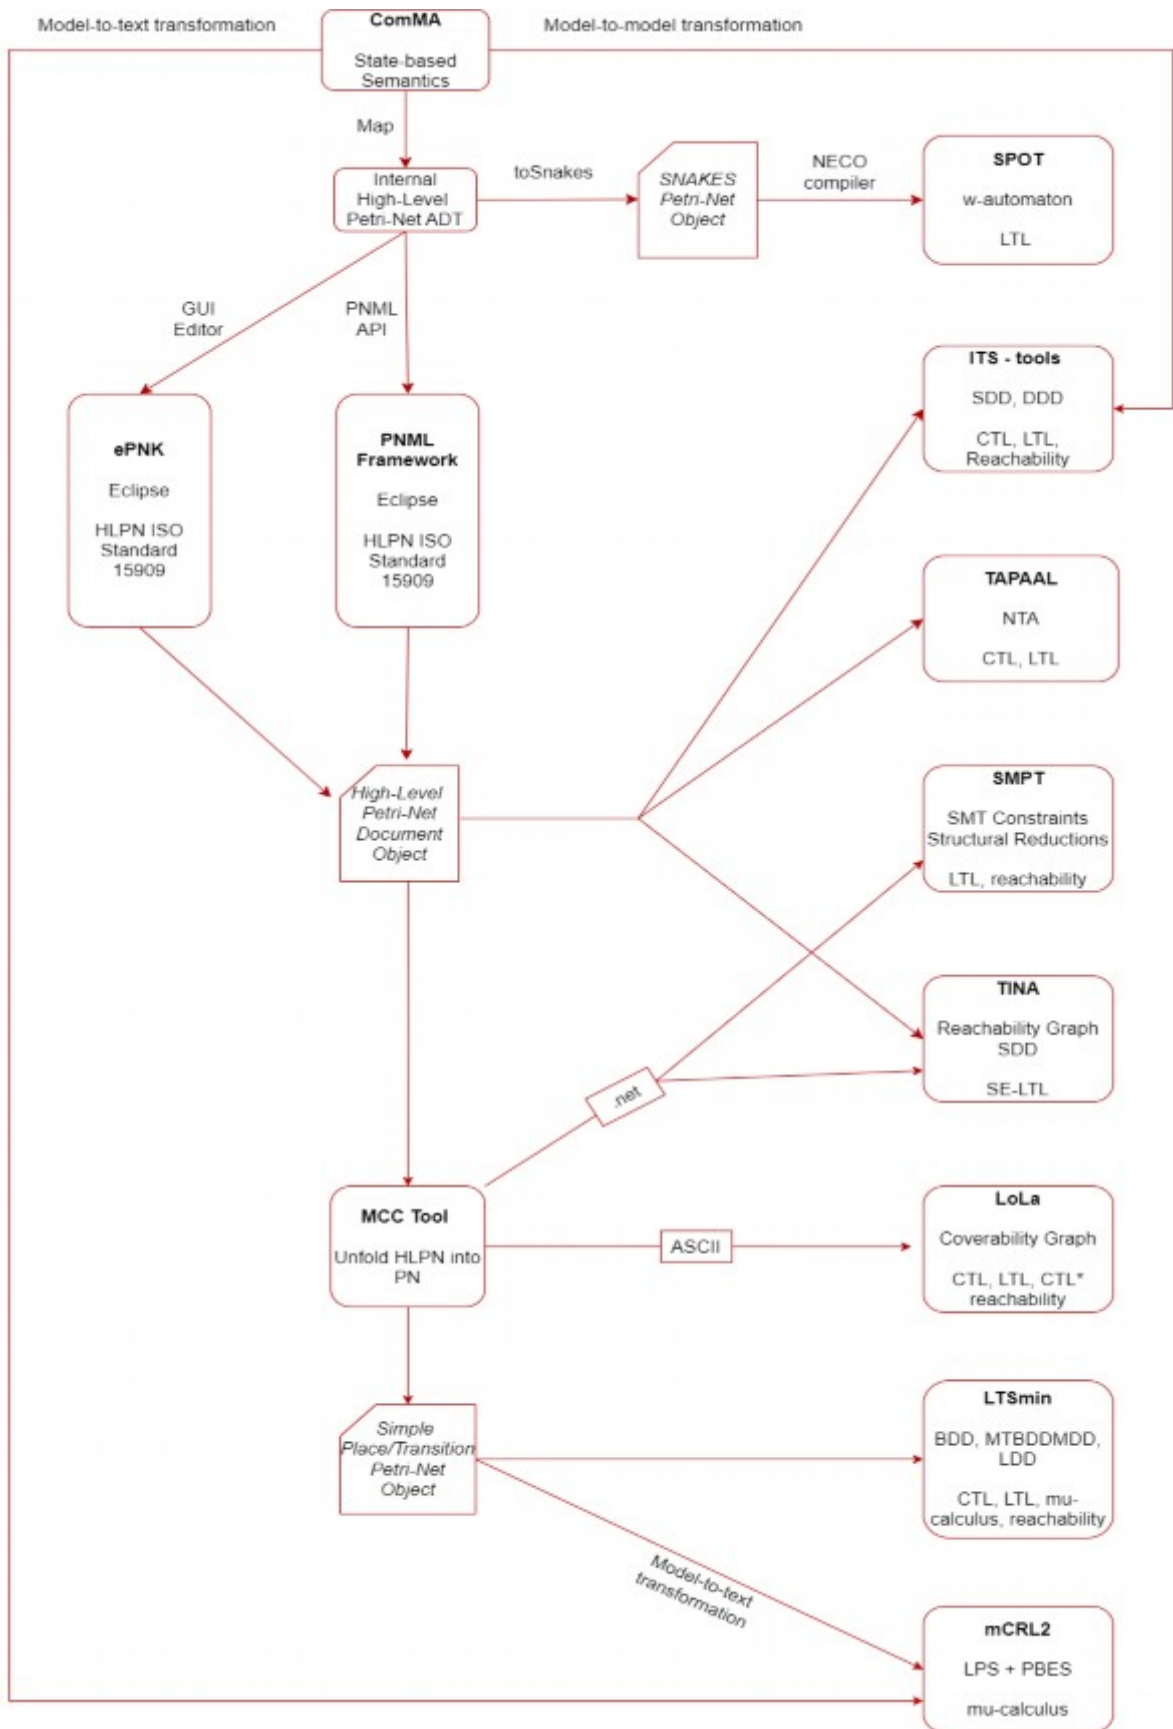 Model-to-text transformation
ComMA
State-based
Semantics
Model-to-model transformation
Map
Internal
High-Level
Petri-Net ADT
toSnakes
SNAKES
Petri-Net
Object
NECO
compiler
SPOT
w-automaton
LTL
GUI
Editor
PNML
API
ITS - tools
SDD, DDD
CTL, LTL,
Reachability
ePNK
Eclipse
HLPN ISO
Standard
15909
PNML
Framework
Eclipse
HLPN ISO
Standard
15909
TAPAAL
NTA
CTL, LTL
High-Level
Petri-Net
Document
Object
SMPT
SMT Constraints
Structural Reductions
LTL, reachability
TINA
Reachability Graph
SDD
SE-LTL
.net
MCC Tool
Unfold HLPN into
PN
ASCII
LoLa
Coverability Graph
CTL, LTL, CTL*
reachability
Simple
Place/Transition
Petri-Net
Object
LTSmin
BDD, MTBDDMDD,
LDD
CTL, LTL, mu-
calculus, reachability
Model-to-text
transformation
mCRL2
LPS + PBES
mu-calculus